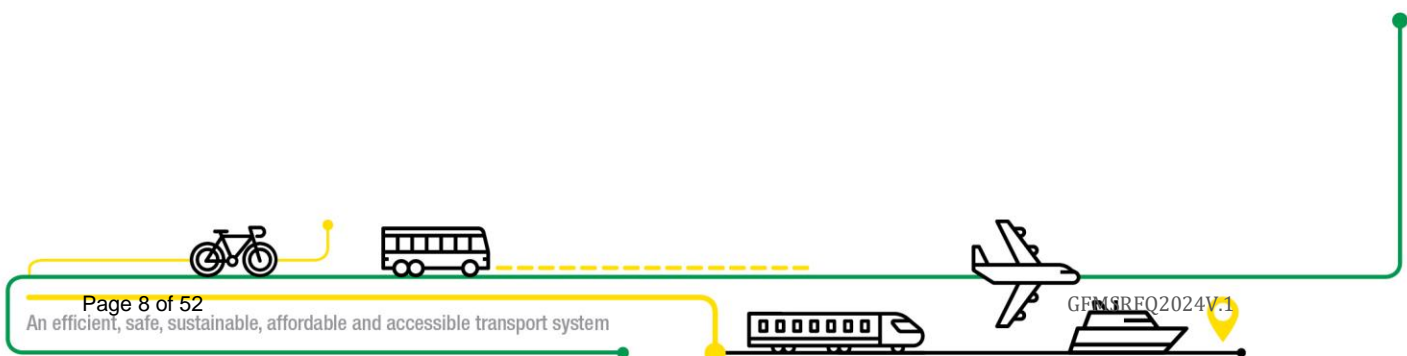 Page 8 of 52
GFMSRFQ2024V.1
An efficient, safe, sustainable, affordable and accessible transport system